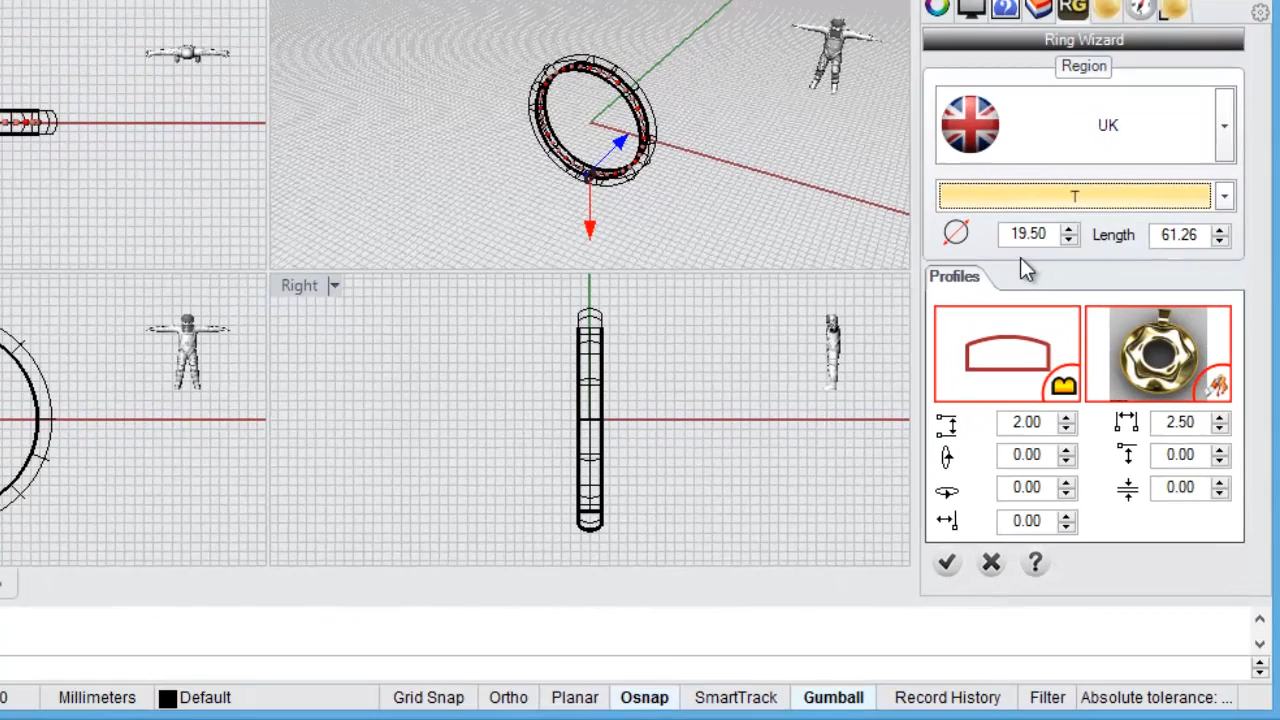 RG
Ring Wizard
Region
UK
T
19.50 Length 61.26
Right
Profiles
2.00 2.50
0.00 0.00
0.00 0.00
0.00
0 Millimeters Default Grid Snap Ortho Planar Osnap SmartTrack Gumball Record History Filter Absolute tolerance: ...